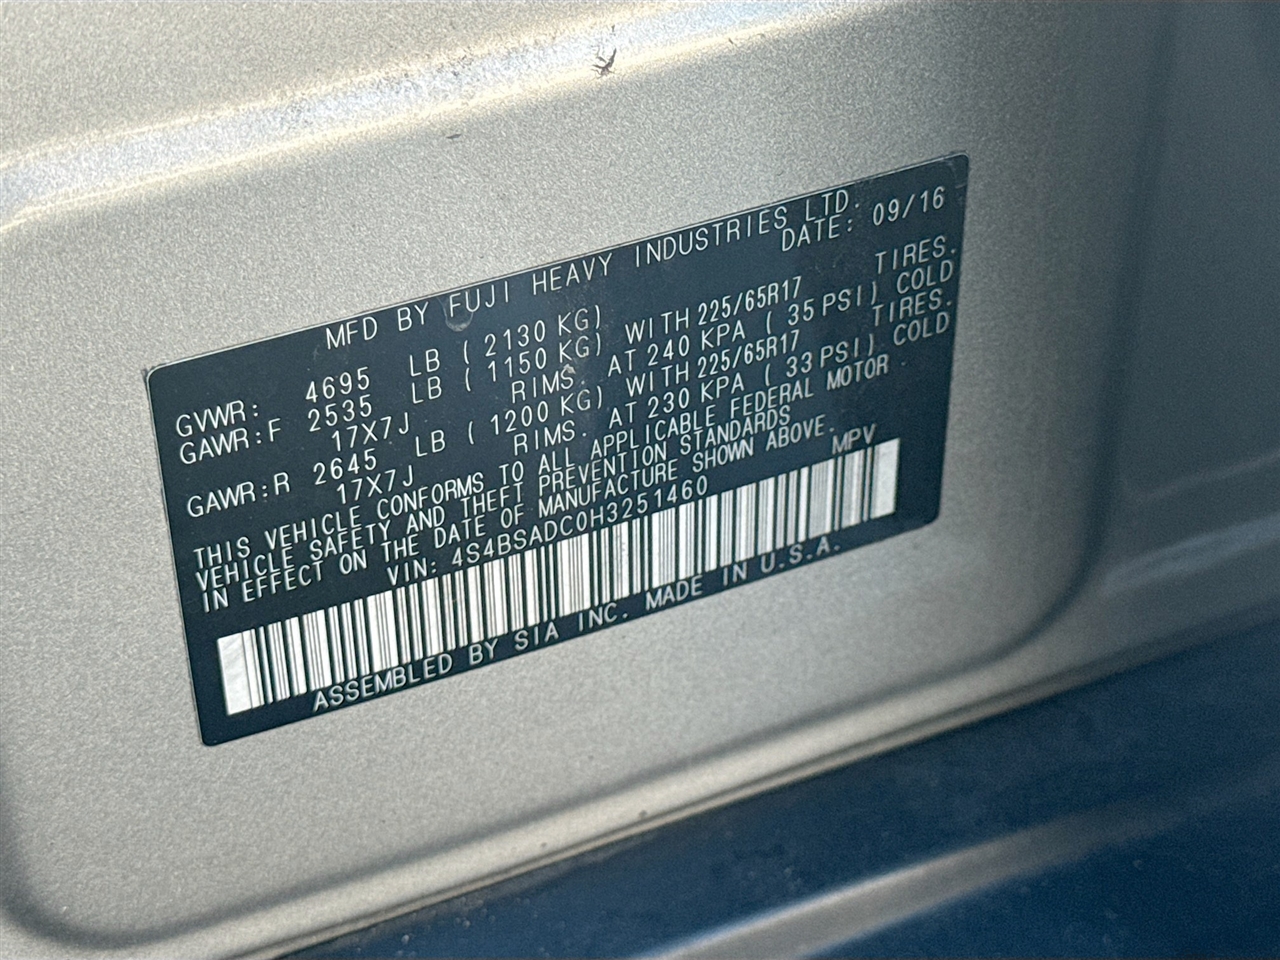 MFD BY FUJI HEAVY INDUSTRIES LTD.
DATE: 09/16
GVWR: 4695 LB ( 2130 KG)
GAWR:F 2535 LB ( 1150 KG) WITH 225/65R17 TIRES.
17X7J RIMS. AT 240 KPA ( 35 PSI) COLD
GAWR:R 2645 LB ( 1200 KG) WITH 225/65R17 TIRES.
17X7J RIMS. AT 230 KPA ( 33 PSI) COLD
THIS VEHICLE CONFORMS TO ALL APPLICABLE FEDERAL MOTOR
VEHICLE SAFETY AND THEFT PREVENTION STANDARDS
IN EFFECT ON THE DATE OF MANUFACTURE SHOWN ABOVE.
VIN: 4S4BSADC0H3251460 MPV
ASSEMBLED BY SIA INC. MADE IN U.S.A.